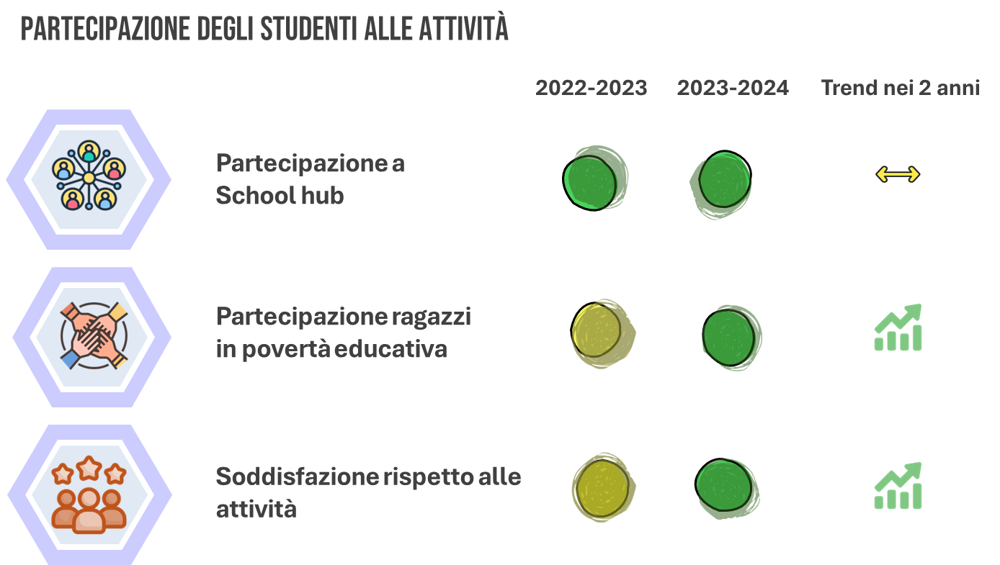 PARTECIPAZIONE DEGLI STUDENTI ALLE ATTIVITÀ
2022-2023 2023-2024 Trend nei 2 anni
Partecipazione a
School hub
Partecipazione ragazzi
in povertà educativa
Soddisfazione rispetto alle
attività